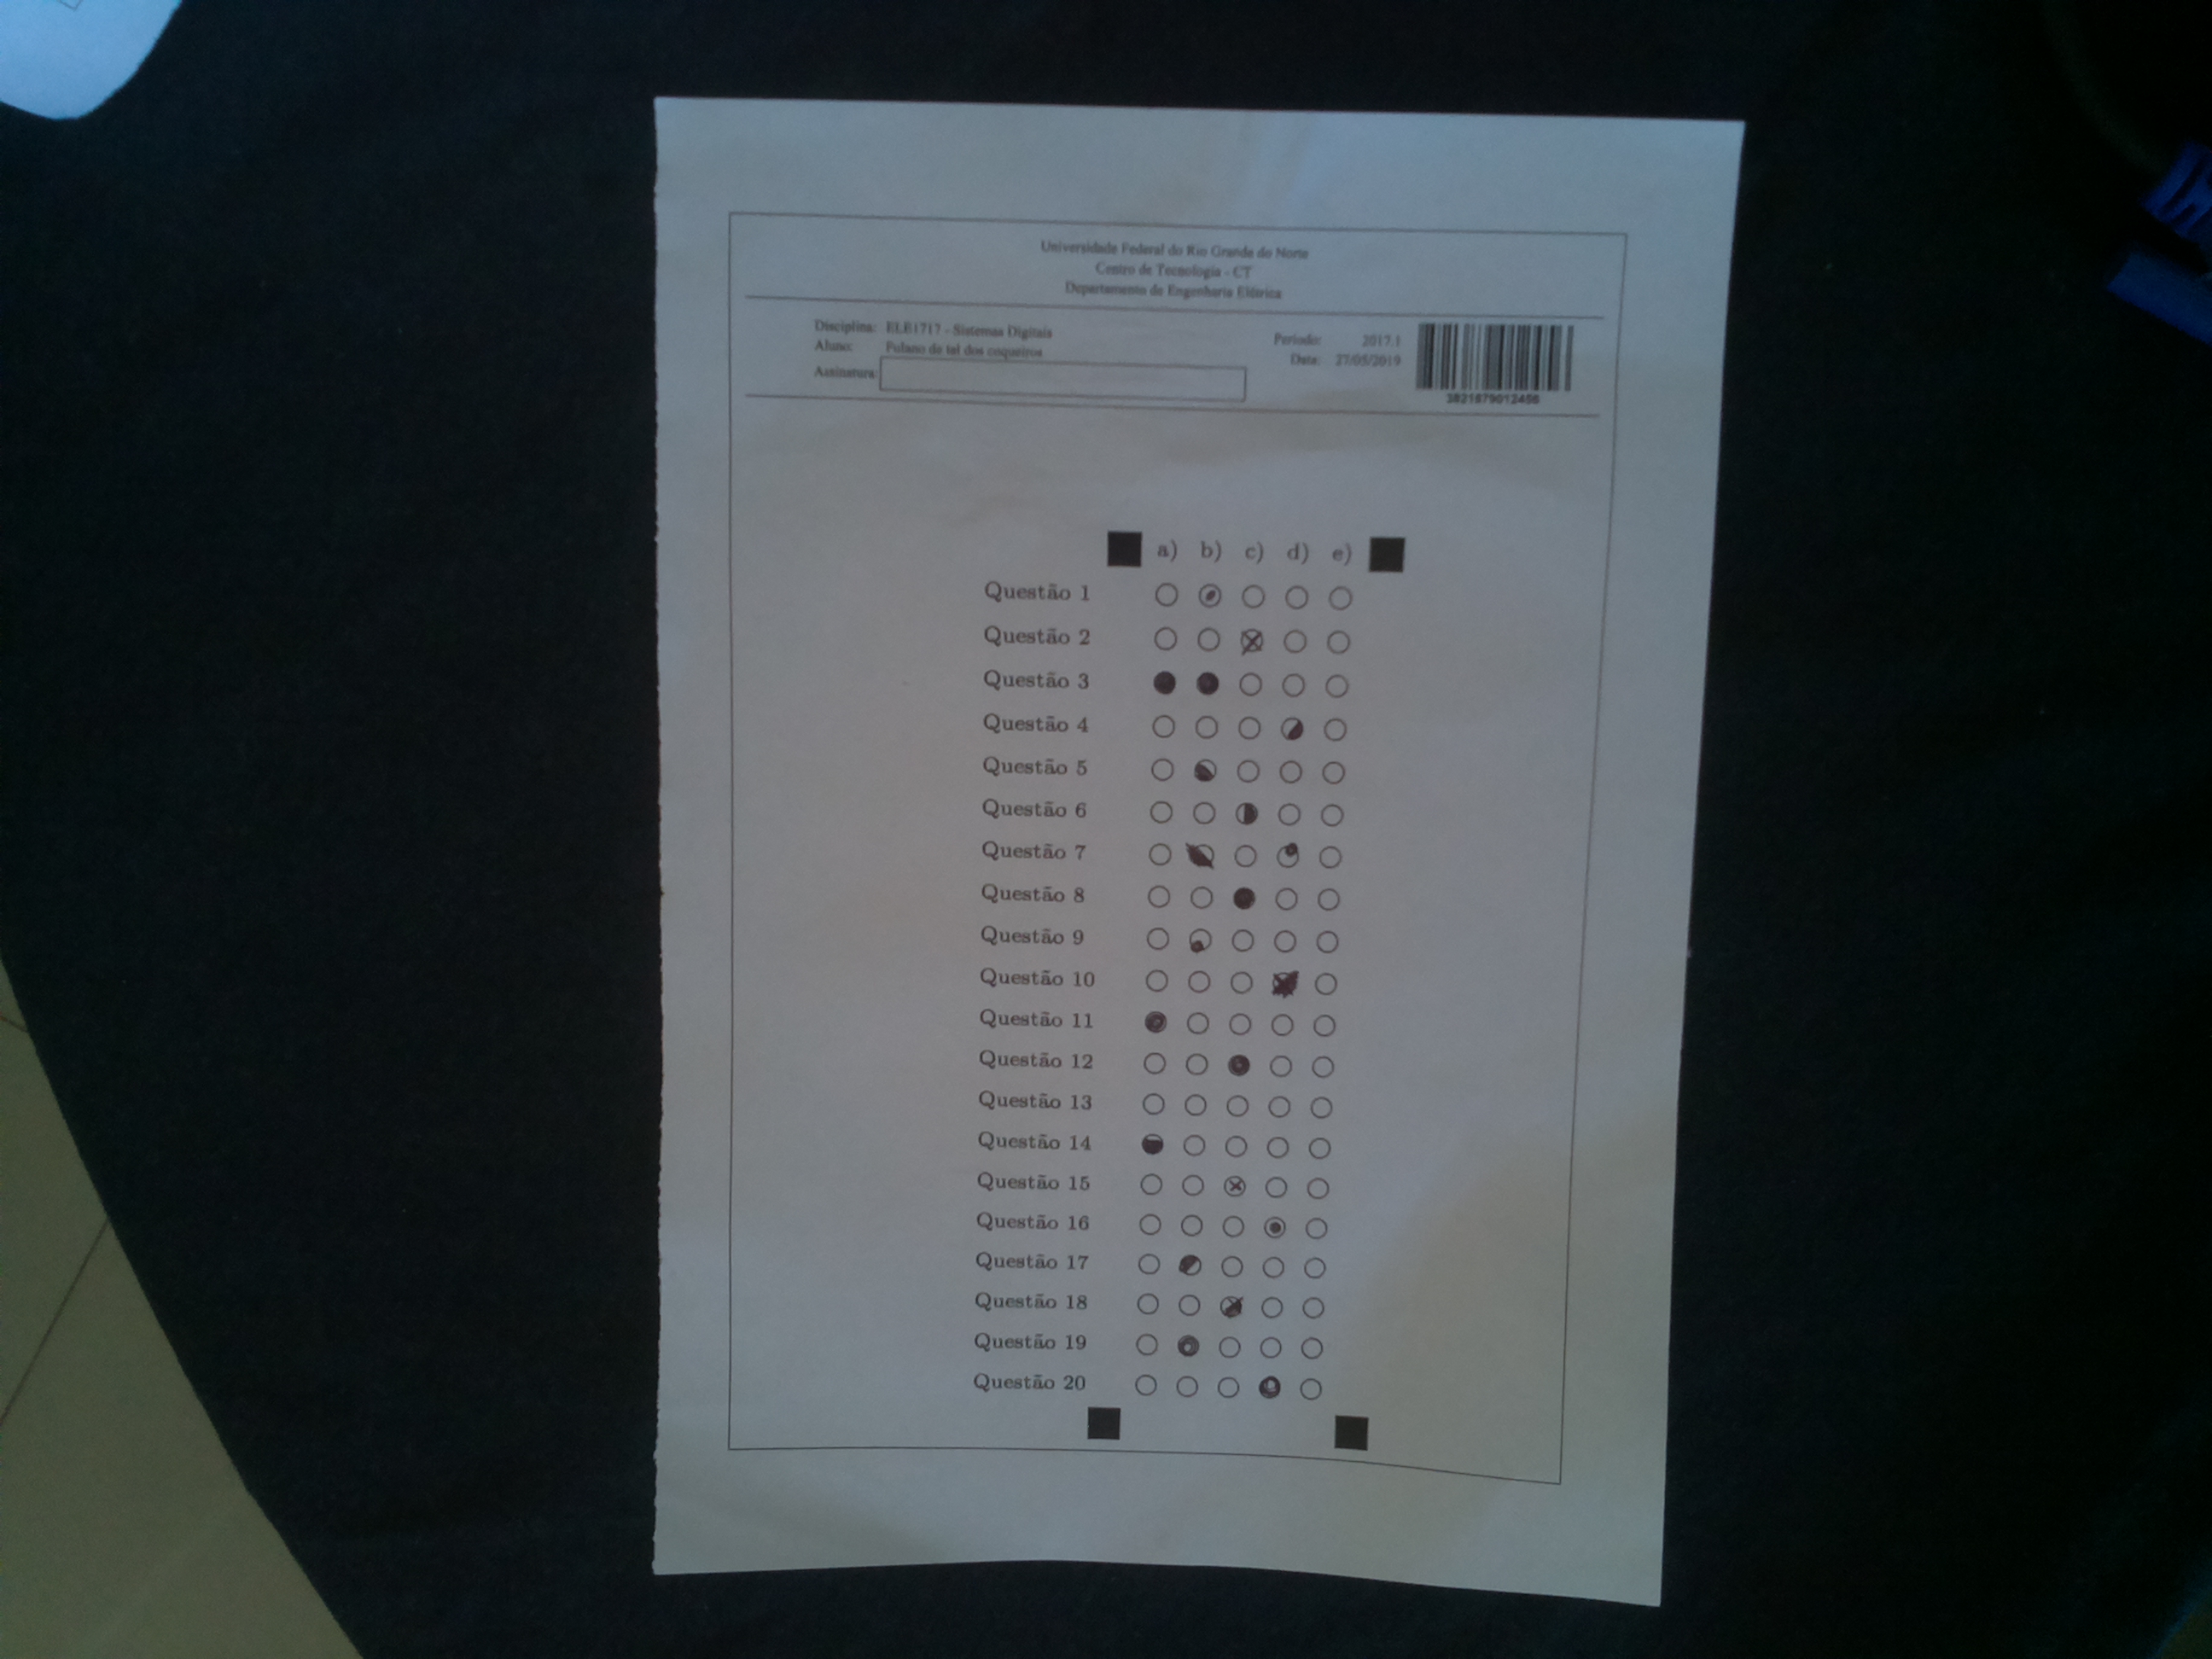 Universidade Federal do Rio Grande do Norte
Centro de Tecnologia - CT
Departamento de Engenharia Elétrica
Disciplina: ELE1717 - Sistemas Digitais
Aluno: Fulano de tal dos coqueiros
Assinatura:
Período: 2017.1
Data: 27/05/2019
3821879012456
a) b) c) d) e)
Questão 1
Questão 2
Questão 3
Questão 4
Questão 5
Questão 6
Questão 7
Questão 8
Questão 9
Questão 10
Questão 11
Questão 12
Questão 13
Questão 14
Questão 15
Questão 16
Questão 17
Questão 18
Questão 19
Questão 20